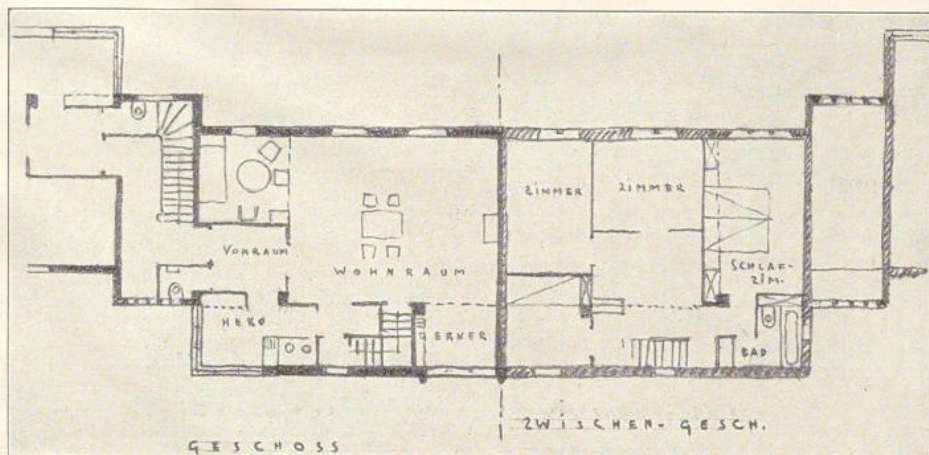 VORRAUM
WOHNRAUM
HERD
ERKER
ZIMMER
ZIMMER
SCHLAF-
ZIM.
BAD
GESCHOSS
ZWISCHEN-GESCH.